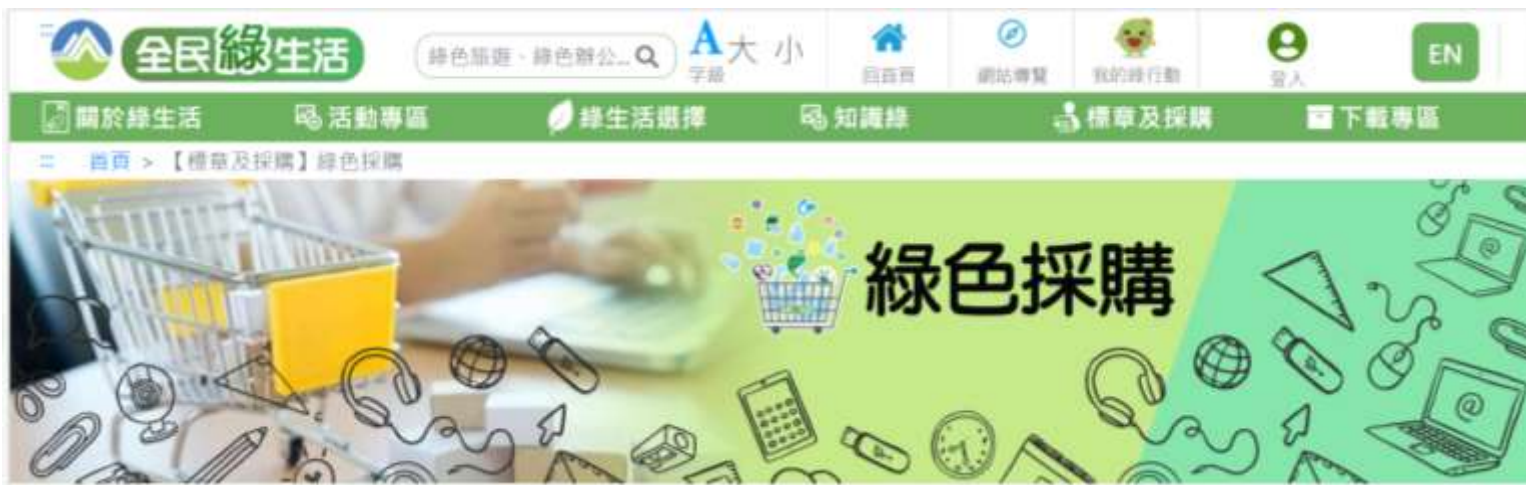 全民綠生活
綠色旅遊、綠色辦公...
A 大 小
字級
回首頁
網站導覽
我的綠行動
登入
EN
關於綠生活
活動專區
綠生活選擇
知識綠
標章及採購
下載專區
首頁 > 【標章及採購】綠色採購
綠色採購
@
@